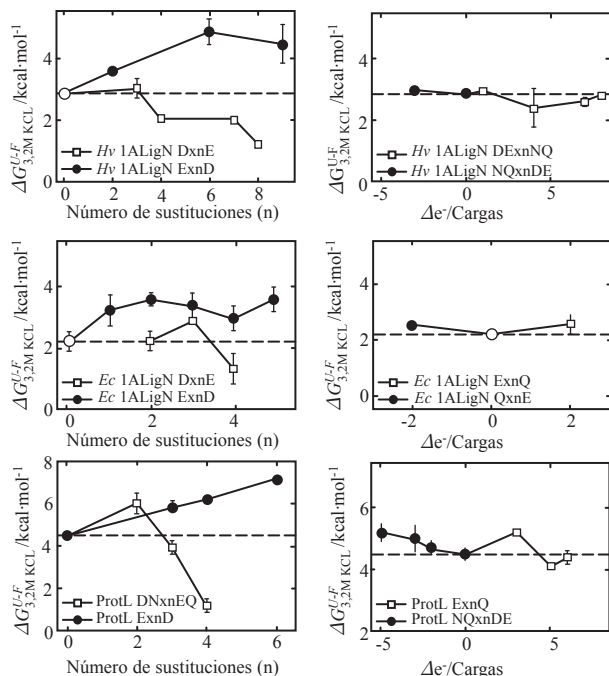 ΔG^{U-F}_{3,2M KCL}/kcal·mol⁻¹
6
4
2
0
Hv 1ALigN DxnE
Hv 1ALigN ExnD
0 2 4 6 8
Número de sustituciones (n)
ΔG^{U-F}_{3,2M KCL}/kcal·mol⁻¹
4
2
0
Hv 1ALigN DExnNQ
Hv 1ALigN NQxnDE
-5 0 5
Δe⁻/Cargas
ΔG^{U-F}_{3,2M KCL}/kcal·mol⁻¹
6
4
2
0
Ec 1ALigN DxnE
Ec 1ALigN ExnD
0 2 4
Número de sustituciones (n)
ΔG^{U-F}_{3,2M KCL}/kcal·mol⁻¹
4
2
0
Ec 1ALigN ExnQ
Ec 1ALigN QxnE
-2 0 2
Δe⁻/Cargas
ΔG^{U-F}_{3,2M KCL}/kcal·mol⁻¹
8
6
4
2
0
ProtL DNxnEQ
ProtL ExnD
0 2 4 6
Número de sustituciones (n)
ΔG^{U-F}_{3,2M KCL}/kcal·mol⁻¹
6
4
2
ProtL ExnQ
ProtL NQxnDE
-5 0 5
Δe⁻/Cargas